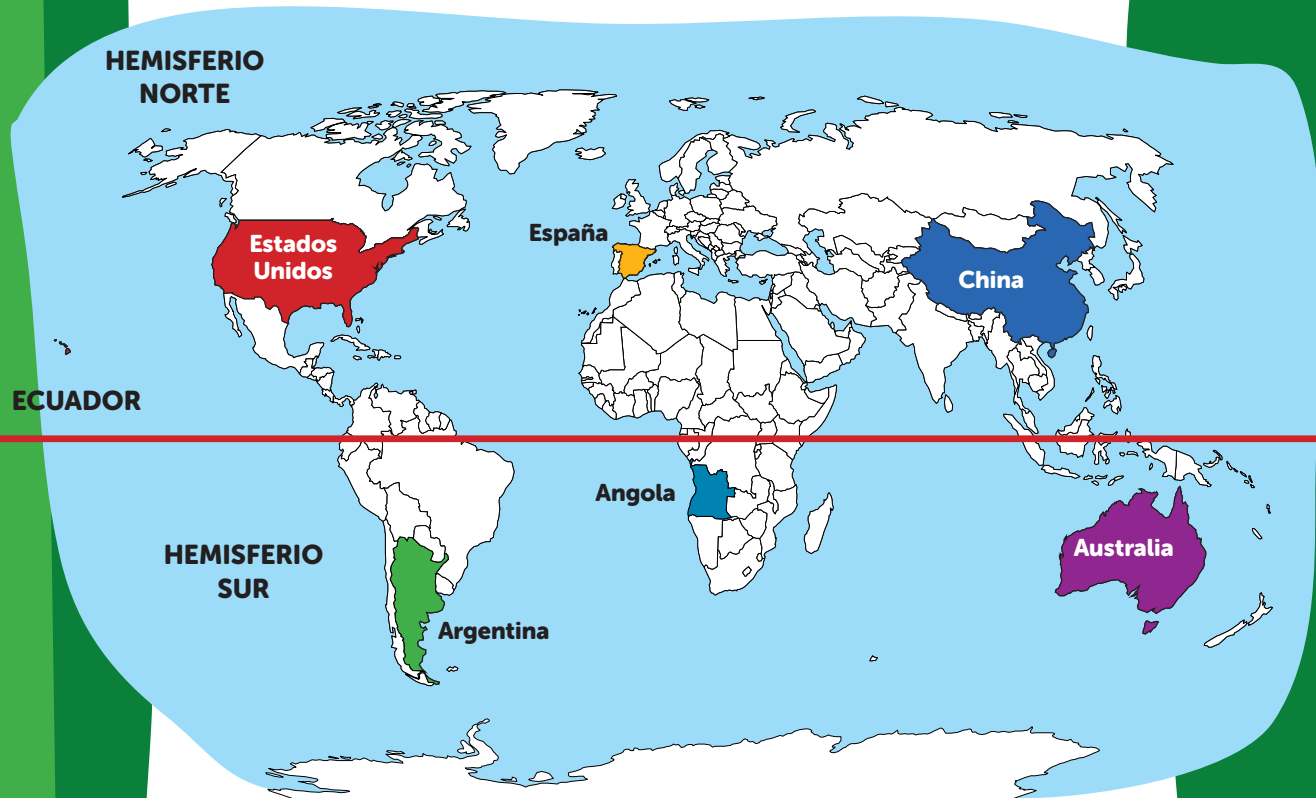 HEMISFERIO
NORTE
España
Estados
Unidos
China
ECUADOR
Angola
HEMISFERIO
SUR
Australia
Argentina